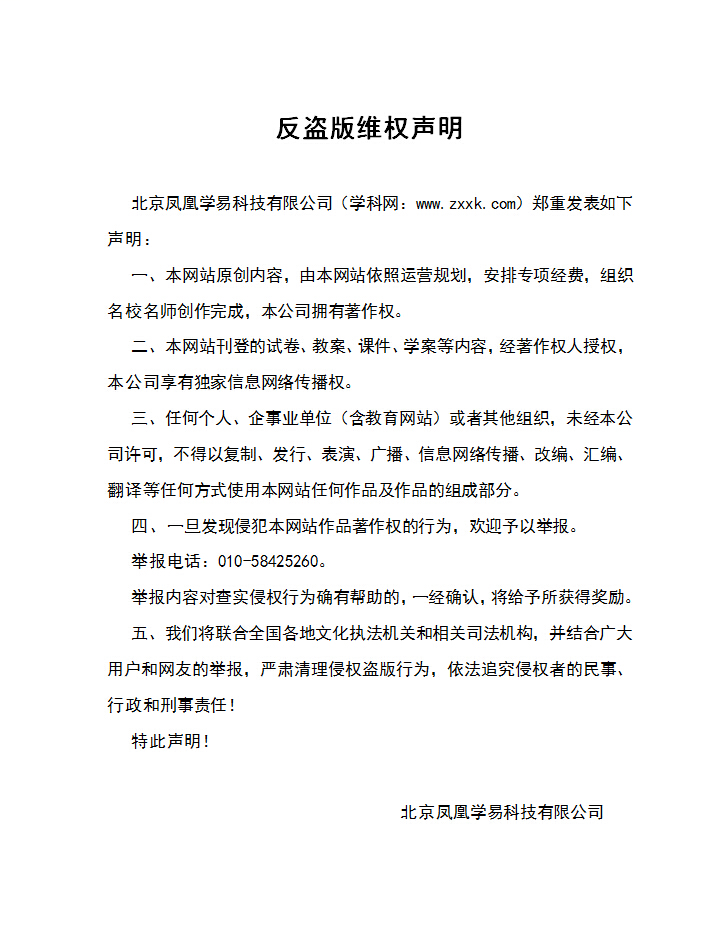 反盗版维权声明
北京凤凰学易科技有限公司（学科网：www.zxxk.com）郑重发表如下
声明：
一、本网站原创内容，由本网站依照运营规划，安排专项经费，组织
名校名师创作完成，本公司拥有著作权。
二、本网站刊登的试卷、教案、课件、学案等内容，经著作权人授权，
本公司享有独家信息网络传播权。
三、任何个人、企事业单位（含教育网站）或者其他组织，未经本公
司许可，不得以复制、发行、表演、广播、信息网络传播、改编、汇编、
翻译等任何方式使用本网站任何作品及作品的组成部分。
四、一旦发现侵犯本网站作品著作权的行为，欢迎予以举报。
举报电话：010-58425260。
举报内容对查实侵权行为确有帮助的，一经确认，将给予所获得奖励。
五、我们将联合全国各地文化执法机关和相关司法机构，并结合广大
用户和网友的举报，严肃清理侵权盗版行为，依法追究侵权者的民事、
行政和刑事责任！
特此声明！
北京凤凰学易科技有限公司